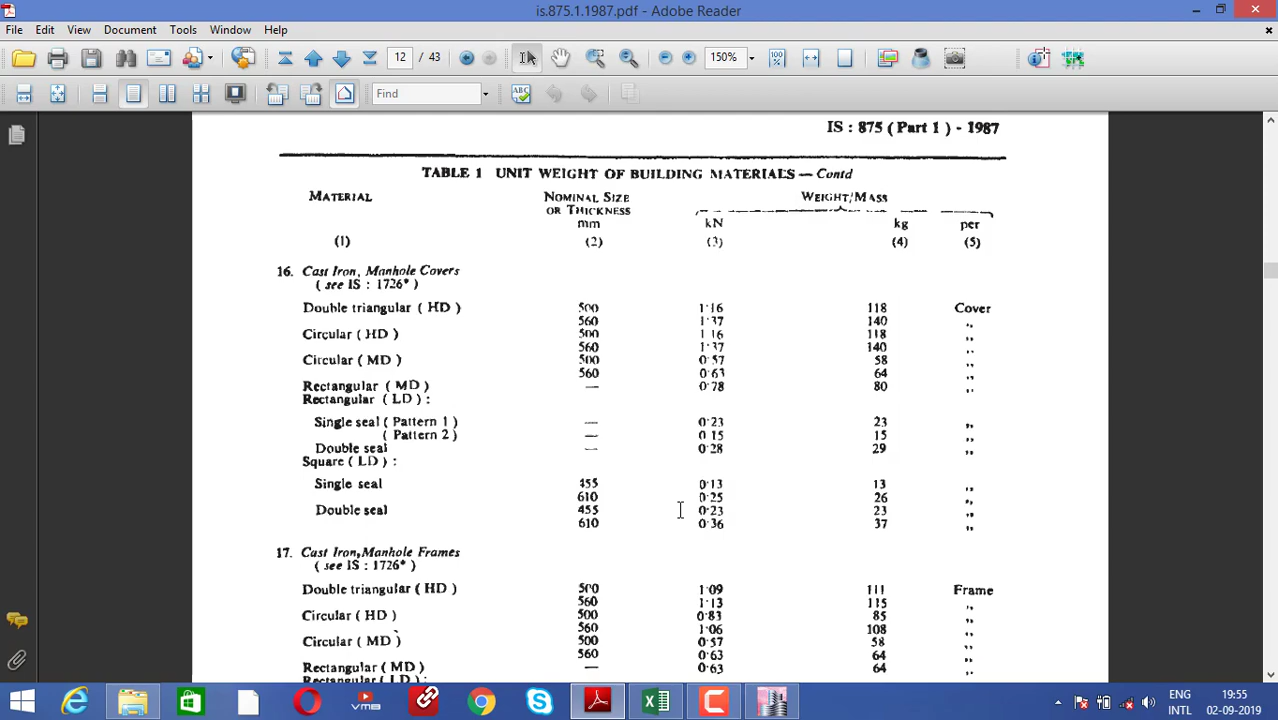 is.875.1.1987.pdf - Adobe Reader
File Edit View Document Tools Window Help
12 / 43 150%
Find
IS : 875 ( Part 1 ) - 1987
TABLE 1 UNIT WEIGHT OF BUILDING MATERIALS — Contd
MATERIAL NOMINAL SIZE WEIGHT/MASS
OR THICKNESS
mm kN kg per
(1) (2) (3) (4) (5)
16. Cast Iron, Manhole Covers
( see IS : 1726* )
Double triangular ( HD ) 500 1·16 118 Cover
560 1·37 140 ,,
Circular ( HD ) 500 1·16 118 ,,
560 1·37 140 ,,
Circular ( MD ) 500 0·57 58 ,,
560 0·63 64 ,,
Rectangular ( MD ) — 0·78 80 ,,
Rectangular ( LD ) :
Single seal ( Pattern 1 ) — 0·23 23 ,,
( Pattern 2 ) — 0·15 15 ,,
Double seal — 0·28 29 ,,
Square ( LD ) :
Single seal 455 0·13 13 ,,
610 0·25 26 ,,
Double seal 455 0·23 23 ,,
610 0·36 37 ,,
17. Cast Iron, Manhole Frames
( see IS : 1726* )
Double triangular ( HD ) 500 1·09 111 Frame
560 1·13 115 ,,
Circular ( HD ) 500 0·83 85 ,,
560 1·06 108 ,,
Circular ( MD ) 500 0·57 58 ,,
560 0·63 64 ,,
Rectangular ( MD ) — 0·63 64 ,,
Rectangular ( LD ) :
ENG 19:55
INTL 02-09-2019